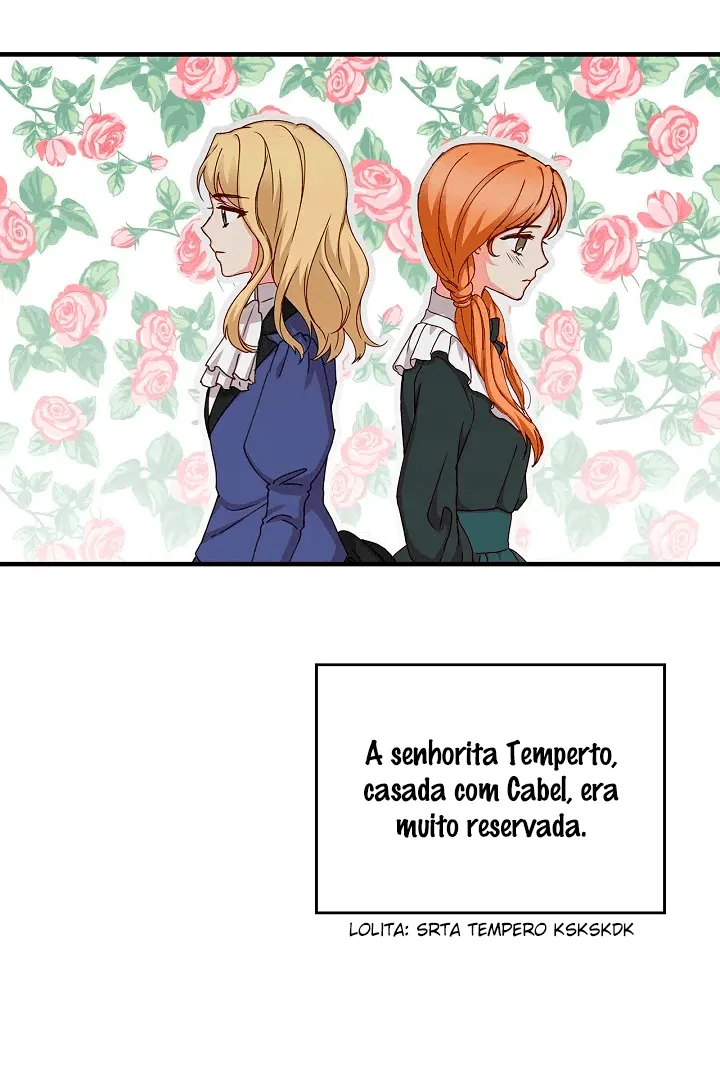 A senhorita Temperto,
casada com Cabel, era
muito reservada.
LOLITA: SRTA TEMPERO KSKSKDK